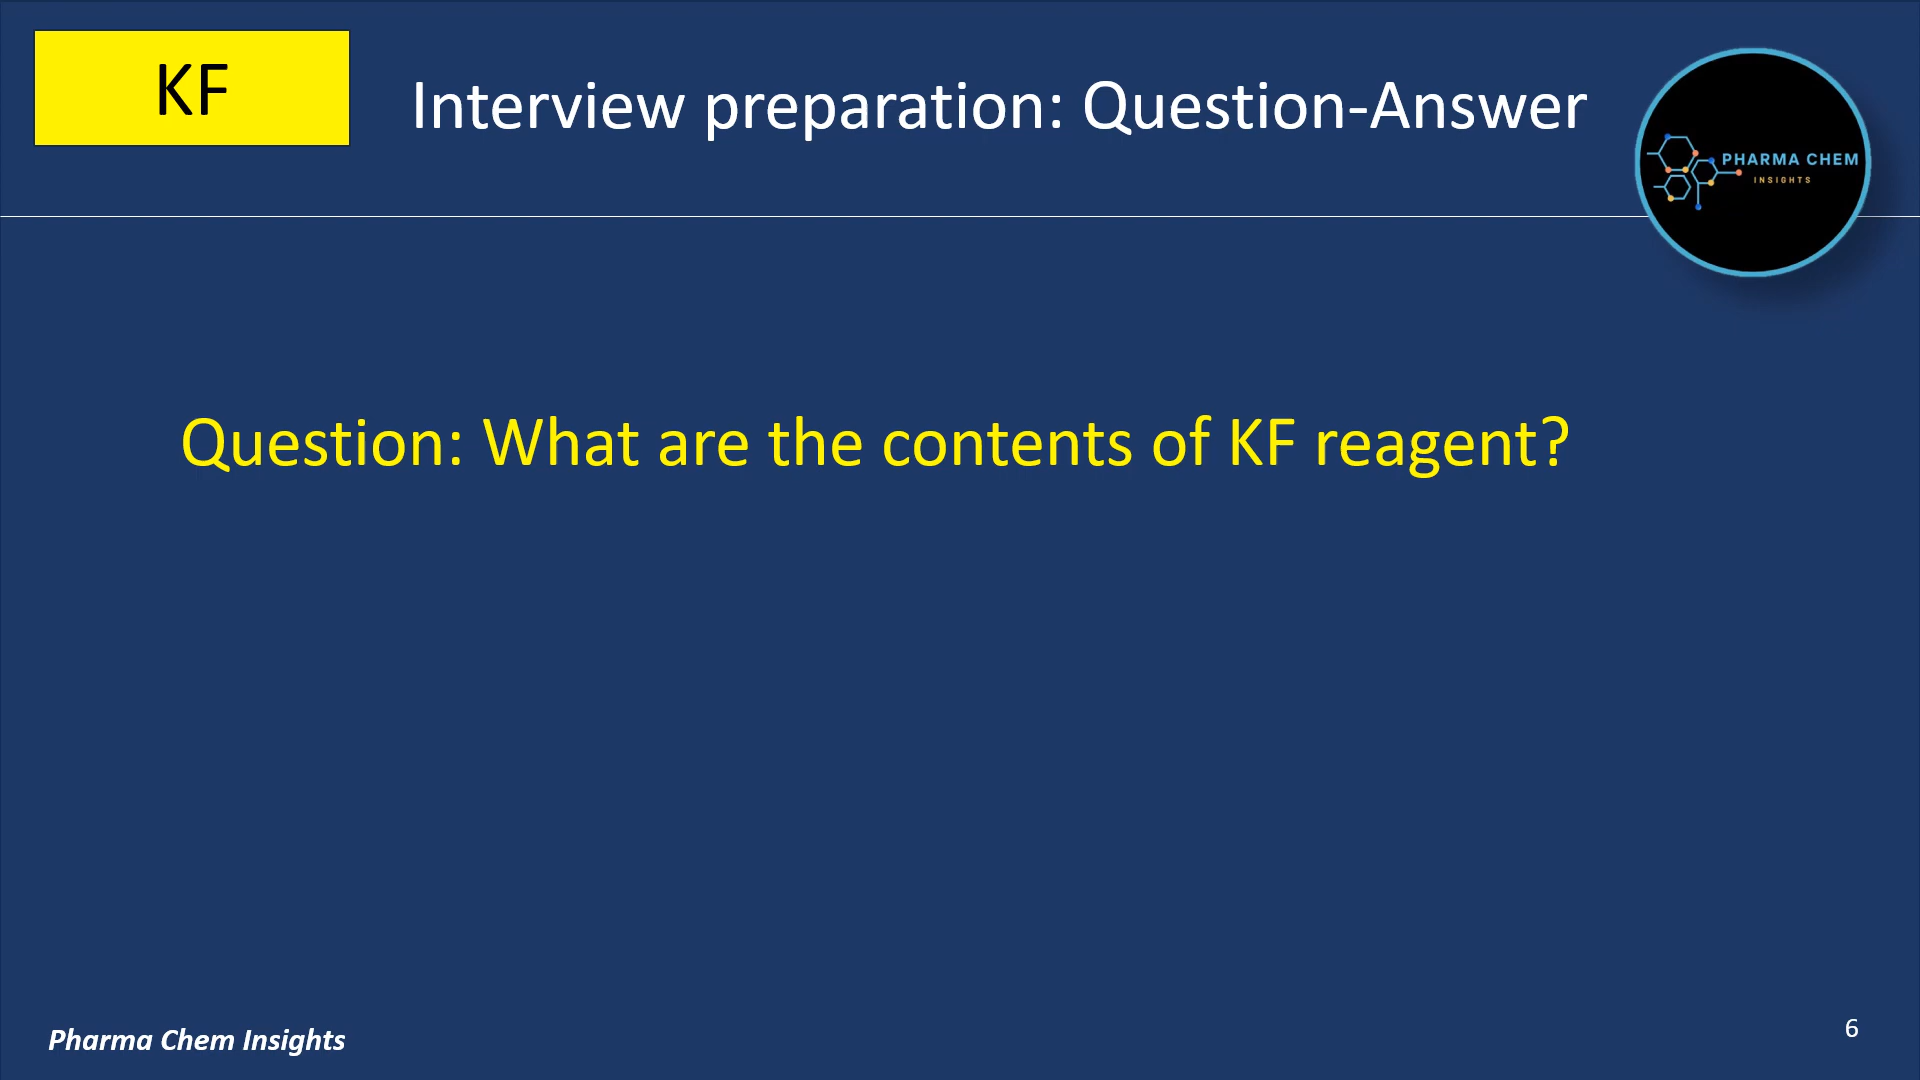 KF
Interview preparation: Question-Answer
PHARMA CHEM
INSIGHTS
Question: What are the contents of KF reagent?
Pharma Chem Insights
6